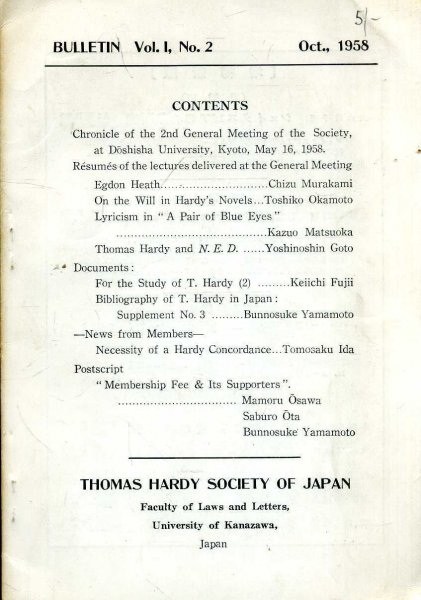 5/-
BULLETIN Vol. I, No. 2 Oct., 1958
CONTENTS
Chronicle of the 2nd General Meeting of the Society,
at Dōshisha University, Kyoto, May 16, 1958.
Résumés of the lectures delivered at the General Meeting
Egdon Heath............................Chizu Murakami
On the Will in Hardy's Novels...Toshiko Okamoto
Lyricism in " A Pair of Blue Eyes "
.......................................Kazuo Matsuoka
Thomas Hardy and N. E. D. ......Yoshinoshin Goto
Documents :
For the Study of T. Hardy (2) .........Keiichi Fujii
Bibliography of T. Hardy in Japan :
Supplement No. 3 .........Bunnosuke Yamamoto
—News from Members—
Necessity of a Hardy Concordance...Tomosaku Ida
Postscript
" Membership Fee & Its Supporters ".
............................... Mamoru Ōsawa
Saburo Ōta
Bunnosuke Yamamoto
THOMAS HARDY SOCIETY OF JAPAN
Faculty of Laws and Letters,
University of Kanazawa,
Japan